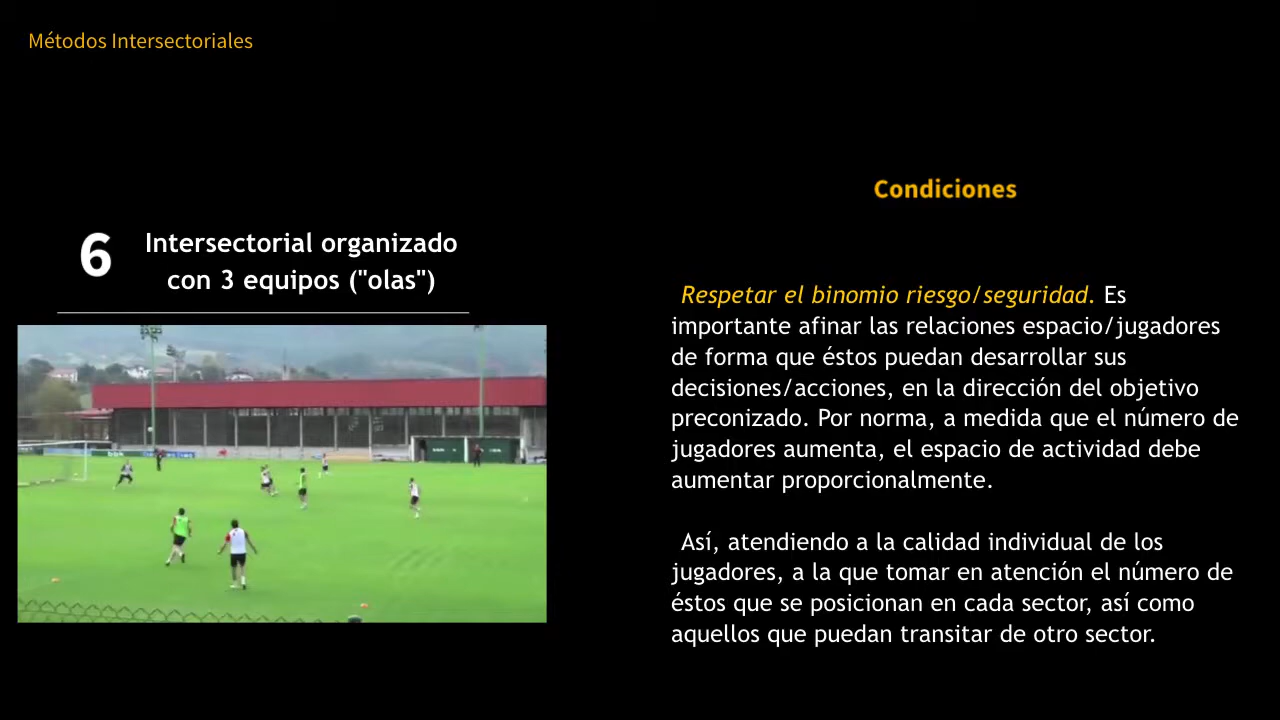 Métodos Intersectoriales
Condiciones
6
Intersectorial organizado
con 3 equipos ("olas")
Respetar el binomio riesgo/seguridad. Es
importante afinar las relaciones espacio/jugadores
de forma que éstos puedan desarrollar sus
decisiones/acciones, en la dirección del objetivo
preconizado. Por norma, a medida que el número de
jugadores aumenta, el espacio de actividad debe
aumentar proporcionalmente.
Así, atendiendo a la calidad individual de los
jugadores, a la que tomar en atención el número de
éstos que se posicionan en cada sector, así como
aquellos que puedan transitar de otro sector.